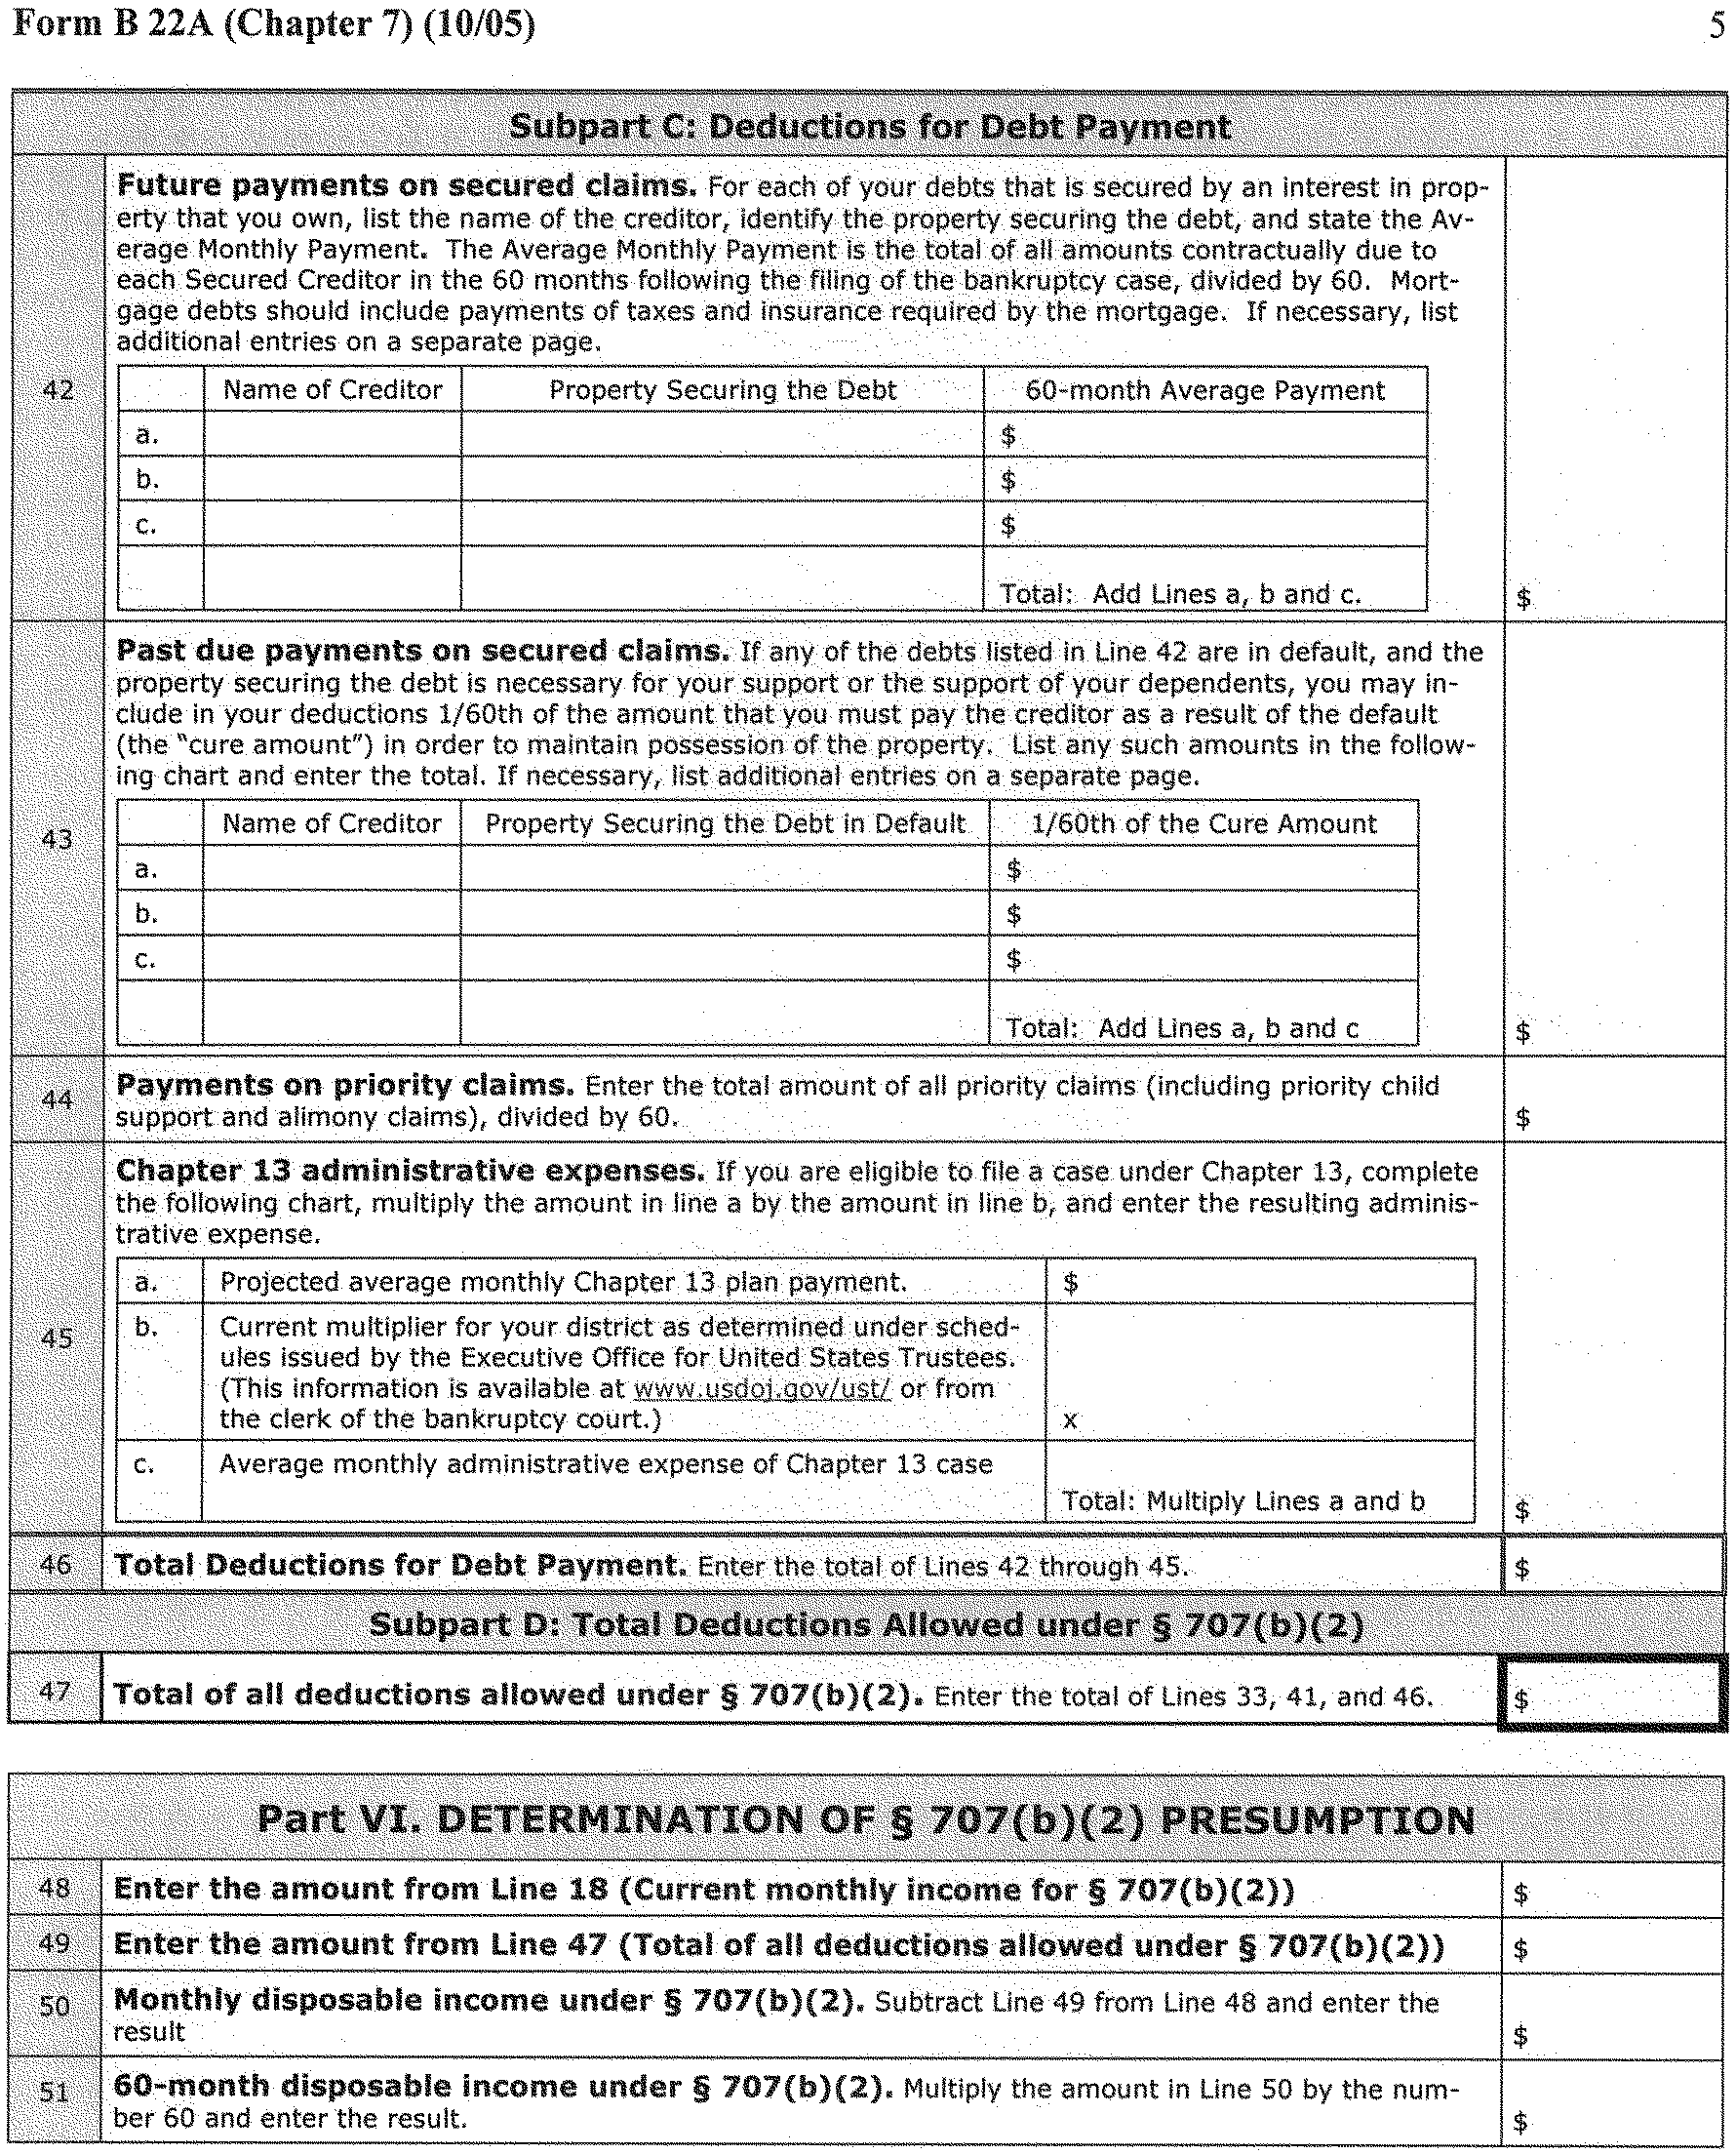 Form B 22A (Chapter 7) (10/05)
5
Subpart C: Deductions for Debt Payment
42
Future payments on secured claims. For each of your debts that is secured by an interest in prop-
erty that you own, list the name of the creditor, identify the property securing the debt, and state the Av-
erage Monthly Payment. The Average Monthly Payment is the total of all amounts contractually due to
each Secured Creditor in the 60 months following the filing of the bankruptcy case, divided by 60. Mort-
gage debts should include payments of taxes and insurance required by the mortgage. If necessary, list
additional entries on a separate page.
Name of Creditor Property Securing the Debt 60-month Average Payment
a. $
b. $
c. $
Total: Add Lines a, b and c. $
43
Past due payments on secured claims. If any of the debts listed in Line 42 are in default, and the
property securing the debt is necessary for your support or the support of your dependents, you may in-
clude in your deductions 1/60th of the amount that you must pay the creditor as a result of the default
(the "cure amount") in order to maintain possession of the property. List any such amounts in the follow-
ing chart and enter the total. If necessary, list additional entries on a separate page.
Name of Creditor Property Securing the Debt in Default 1/60th of the Cure Amount
a. $
b. $
c. $
Total: Add Lines a, b and c $
44
Payments on priority claims. Enter the total amount of all priority claims (including priority child
support and alimony claims), divided by 60. $
45
Chapter 13 administrative expenses. If you are eligible to file a case under Chapter 13, complete
the following chart, multiply the amount in line a by the amount in line b, and enter the resulting adminis-
trative expense.
a. Projected average monthly Chapter 13 plan payment. $
b. Current multiplier for your district as determined under sched-
ules issued by the Executive Office for United States Trustees.
(This information is available at www.usdoj.gov/ust/ or from
the clerk of the bankruptcy court.) x
c. Average monthly administrative expense of Chapter 13 case
Total: Multiply Lines a and b $
46 Total Deductions for Debt Payment. Enter the total of Lines 42 through 45. $
Subpart D: Total Deductions Allowed under § 707(b)(2)
47 Total of all deductions allowed under § 707(b)(2). Enter the total of Lines 33, 41, and 46. $
Part VI. DETERMINATION OF § 707(b)(2) PRESUMPTION
48 Enter the amount from Line 18 (Current monthly income for § 707(b)(2)) $
49 Enter the amount from Line 47 (Total of all deductions allowed under § 707(b)(2)) $
50 Monthly disposable income under § 707(b)(2). Subtract Line 49 from Line 48 and enter the
result $
51 60-month disposable income under § 707(b)(2). Multiply the amount in Line 50 by the num-
ber 60 and enter the result. $